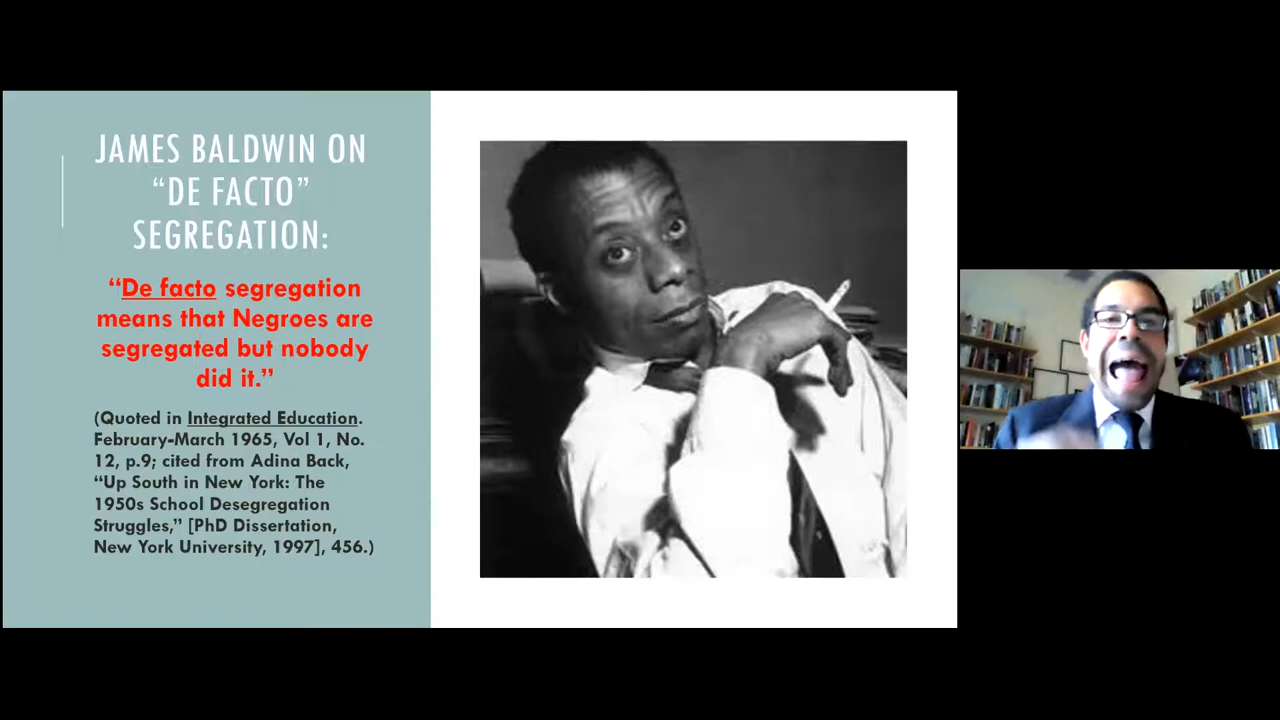 JAMES BALDWIN ON
“DE FACTO”
SEGREGATION:
“De facto segregation
means that Negroes are
segregated but nobody
did it.”
(Quoted in Integrated Education.
February-March 1965, Vol 1, No.
12, p.9; cited from Adina Back,
“Up South in New York: The
1950s School Desegregation
Struggles,” [PhD Dissertation,
New York University, 1997], 456.)